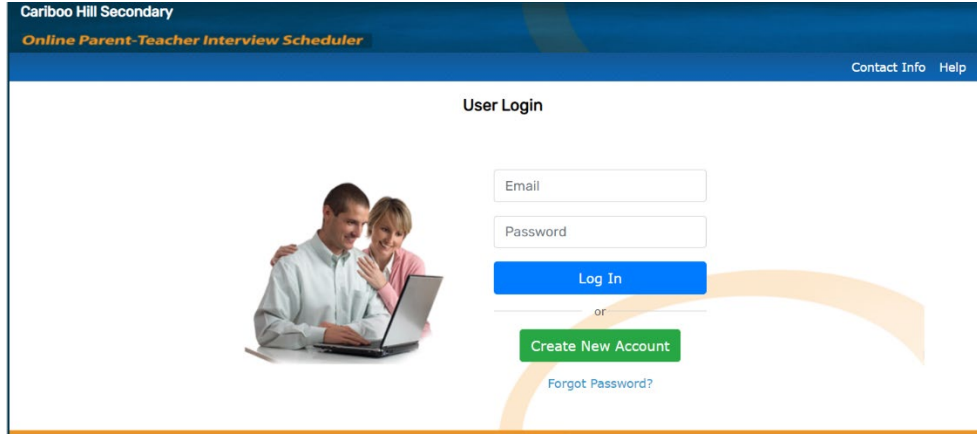 Cariboo Hill Secondary
Online Parent-Teacher Interview Scheduler
Contact Info Help
User Login
Email
Password
Log In
or
Create New Account
Forgot Password?